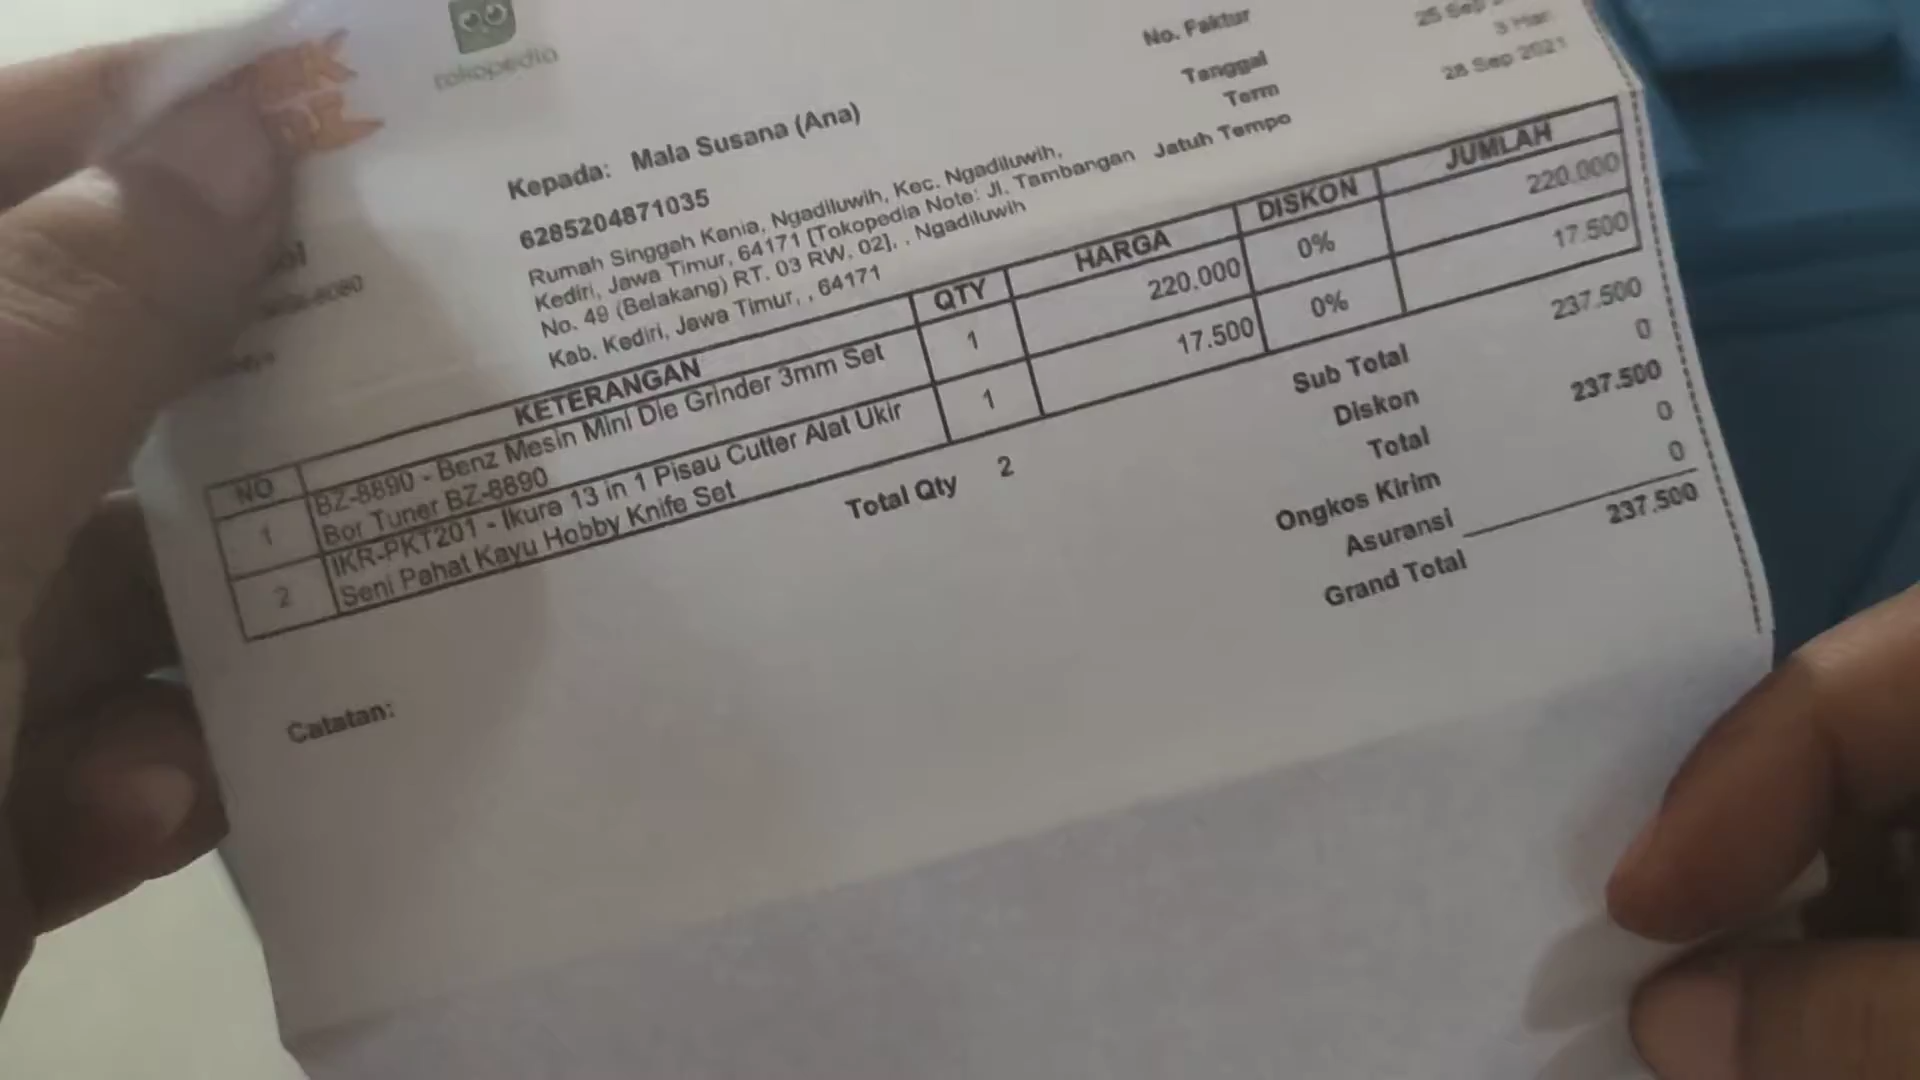 tokopedia
No. Faktur
Tanggal 25 Sep
Term 3 Hari
Jatuh Tempo 28 Sep 2021
Kepada: Mala Susana (Ana)
6285204871035
Rumah Singgah Kania, Ngadiluwih, Kec. Ngadiluwih,
Kediri, Jawa Timur, 64171 [Tokopedia Note: Jl. Tambangan
No. 49 (Belakang) RT. 03 RW. 02], , Ngadiluwih
Kab. Kediri, Jawa Timur, , 64171
NO KETERANGAN QTY HARGA DISKON JUMLAH
1 BZ-8890 - Benz Mesin Mini Die Grinder 3mm Set 1 220.000 0% 220.000
Bor Tuner BZ-8890
2 IKR-PKT201 - Ikura 13 in 1 Pisau Cutter Alat Ukir 1 17.500 0% 17.500
Seni Pahat Kayu Hobby Knife Set
Total Qty 2
Sub Total 237.500
Diskon 0
Total 237.500
Ongkos Kirim 0
Asuransi 0
Grand Total 237.500
Catatan: